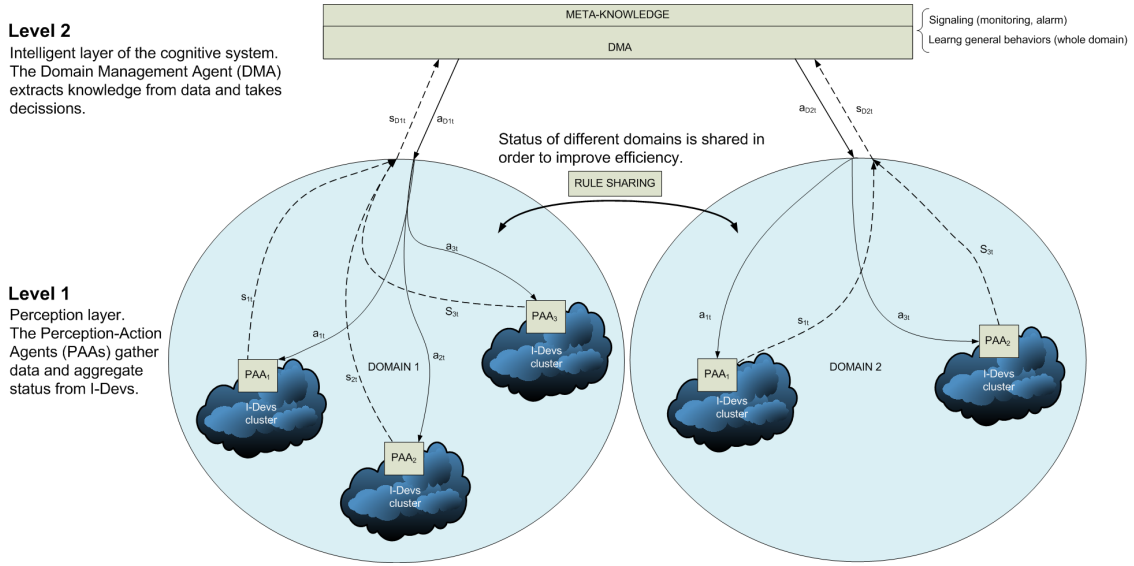 Level 2
Intelligent layer of the cognitive system.
The Domain Management Agent (DMA)
extracts knowledge from data and takes
decissions.
META-KNOWLEDGE
DMA
Signaling (monitoring, alarm)
Learng general behaviors (whole domain)
sD1t
aD1t
aD2t
sD2t
Status of different domains is shared in
order to improve efficiency.
RULE SHARING
Level 1
Perception layer.
The Perception-Action
Agents (PAAs) gather
data and aggregate
status from I-Devs.
s1t
a1t
s2t
a2t
a3t
S3t
DOMAIN 1
PAA1
I-Devs
cluster
PAA2
I-Devs
cluster
PAA3
I-Devs
cluster
a1t
s1t
a3t
S3t
DOMAIN 2
PAA1
I-Devs
cluster
PAA2
I-Devs
cluster